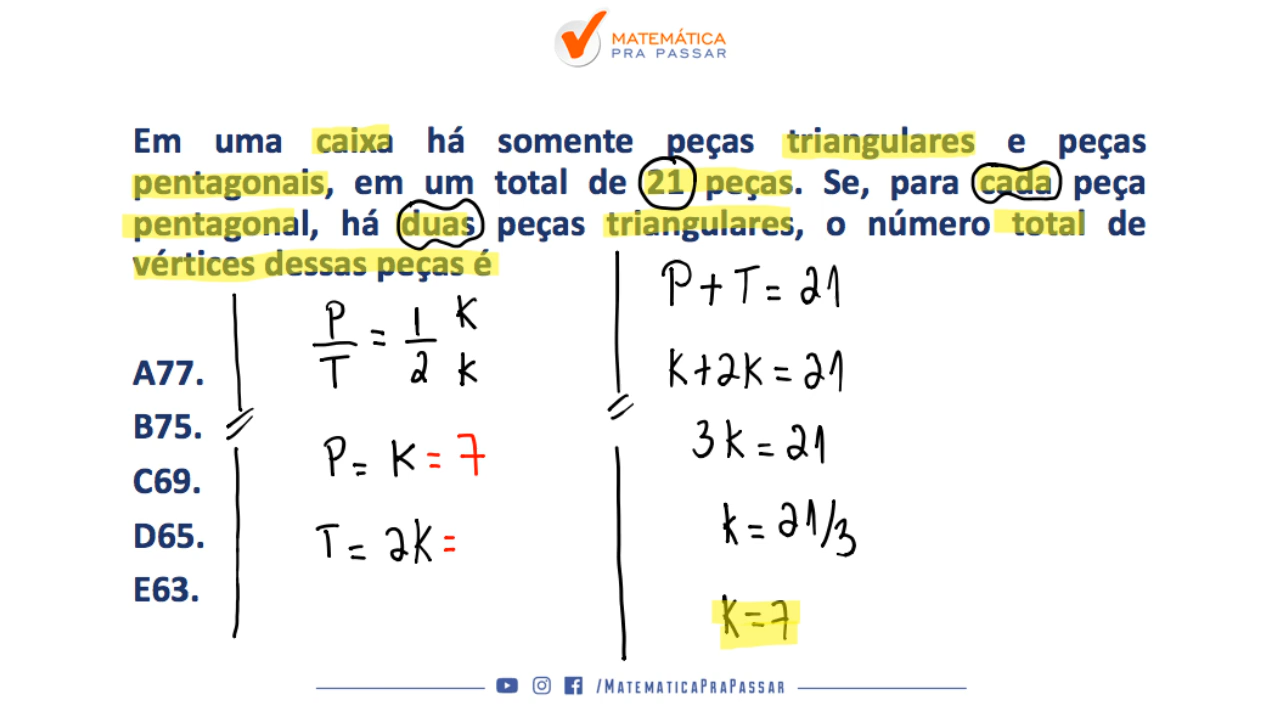 MATEMÁTICA
PRA PASSAR
Em uma caixa há somente peças triangulares e peças
pentagonais, em um total de 21 peças. Se, para cada peça
pentagonal, há duas peças triangulares, o número total de
vértices dessas peças é
A77.
B75.
C69.
D65.
E63.
P/T = 1/2 K K
P = K = 7
T = 2K =
P + T = 21
K + 2K = 21
3K = 21
K = 21/3
K = 7
/MATEMATICAPRAPASSAR